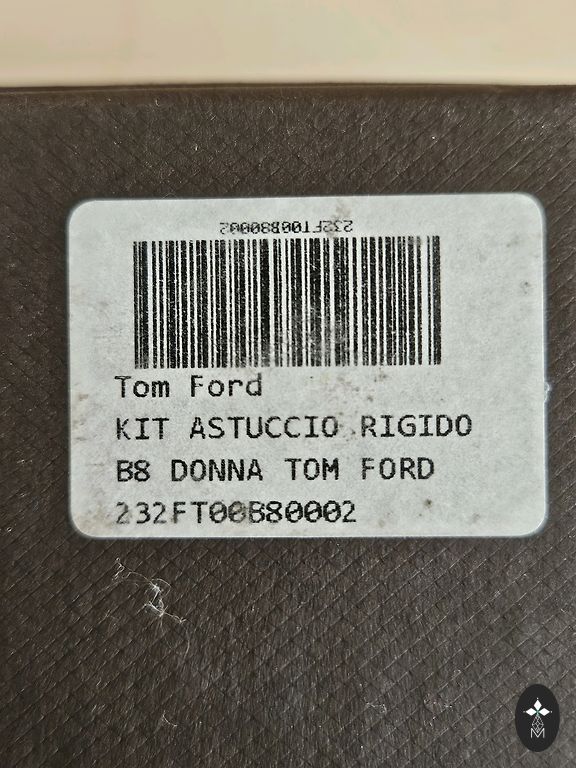 232FT00B80002
Tom Ford
KIT ASTUCCIO RIGIDO
B8 DONNA TOM FORD
232FT00B80002